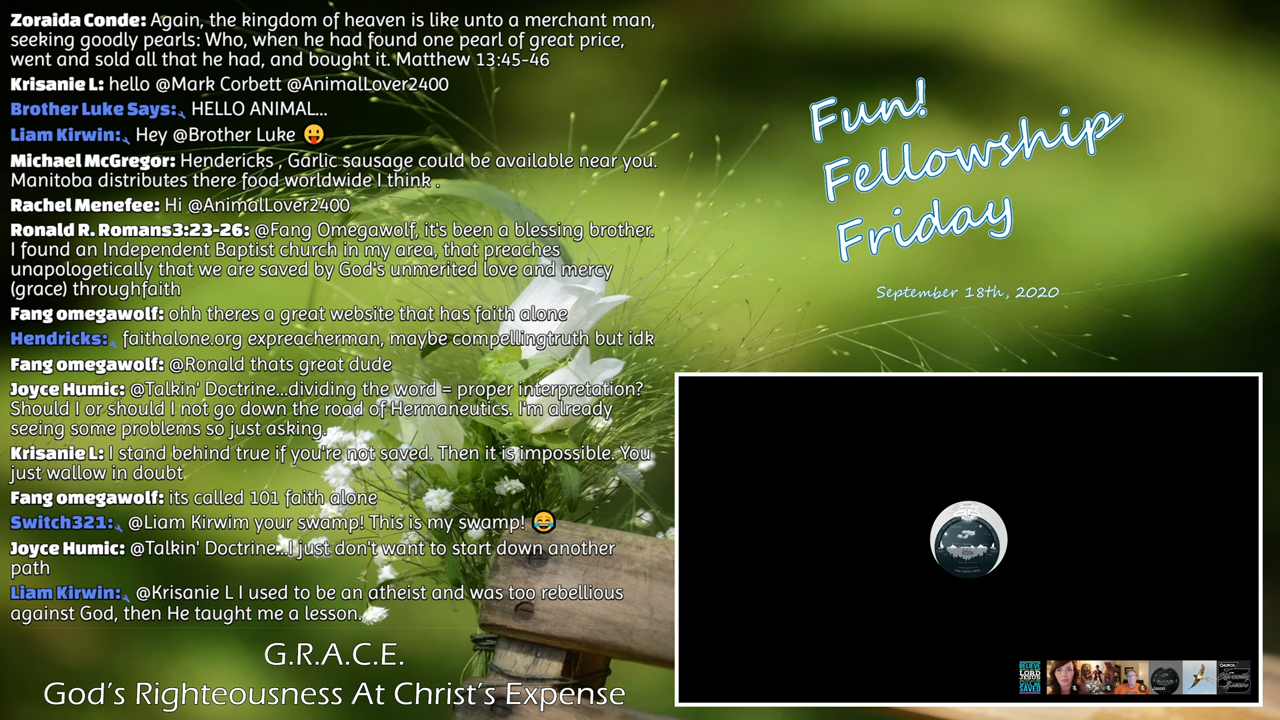 Zoraida Conde: Again, the kingdom of heaven is like unto a merchant man,
seeking goodly pearls: Who, when he had found one pearl of great price,
went and sold all that he had, and bought it. Matthew 13:45-46
Krisanie L: hello @Mark Corbett @AnimalLover2400
Brother Luke Says: HELLO ANIMAL...
Liam Kirwin: Hey @Brother Luke 😛
Michael McGregor: Hendericks , Garlic sausage could be available near you.
Manitoba distributes there food worldwide I think .
Rachel Menefee: Hi @AnimalLover2400
Ronald R. Romans3:23-26: @Fang Omegawolf, it's been a blessing brother.
I found an Independent Baptist church in my area, that preaches
unapologetically that we are saved by God's unmerited love and mercy
(grace) throughfaith
Fang omegawolf: ohh theres a great website that has faith alone
Hendricks: faithalone.org expreacherman, maybe compellingtruth but idk
Fang omegawolf: @Ronald thats great dude
Joyce Humic: @Talkin' Doctrine...dividing the word = proper interpretation?
Should I or should I not go down the road of Hermaneutics. I'm already
seeing some problems so just asking.
Krisanie L: I stand behind true if you're not saved. Then it is impossible. You
just wallow in doubt
Fang omegawolf: its called 101 faith alone
Switch321: @Liam Kirwim your swamp! This is my swamp! 😂
Joyce Humic: @Talkin' Doctrine...I just don't want to start down another
path
Liam Kirwin: @Krisanie L I used to be an atheist and was too rebellious
against God, then He taught me a lesson.
G.R.A.C.E.
God's Righteousness At Christ's Expense
Fun!
Fellowship
Friday
September 18th, 2020
BELIEVE
LORD
JESUS
SAVED
Jason
CHURCH